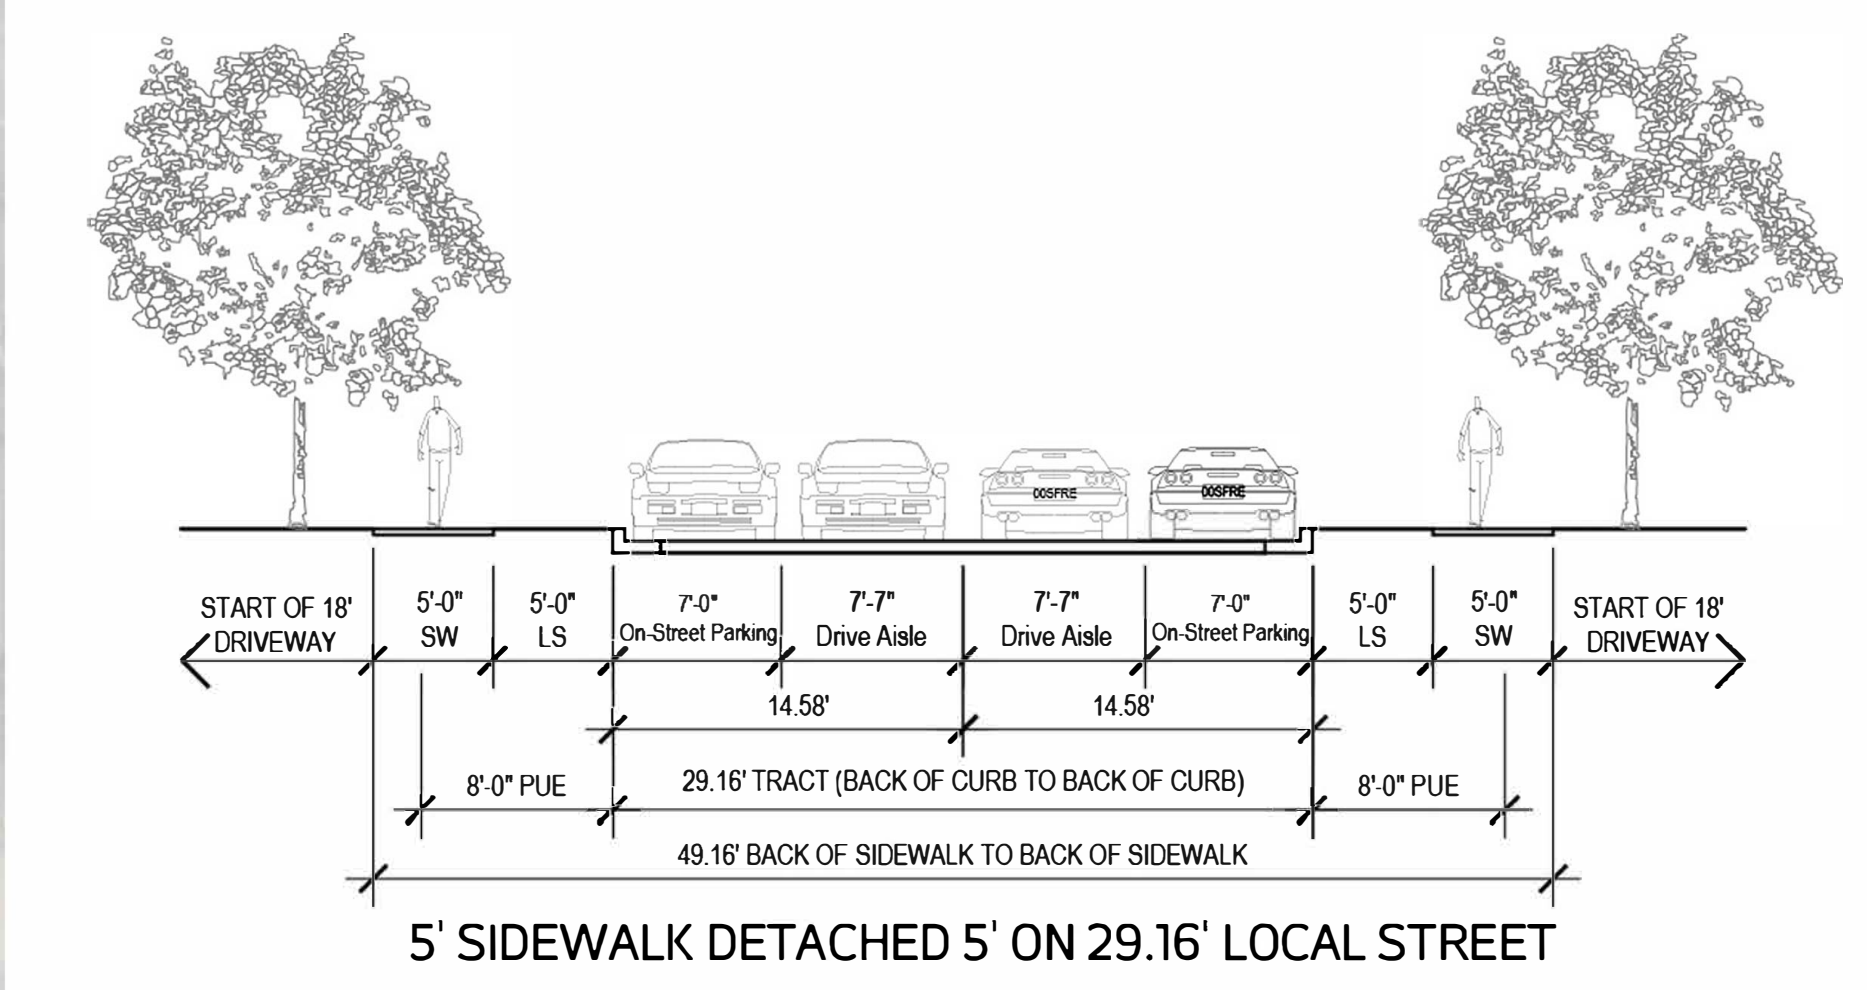 00SFRE
00SFRE
START OF 18'
DRIVEWAY
5'-0"
SW
5'-0"
LS
7'-0"
On-Street Parking
7'-7"
Drive Aisle
7'-7"
Drive Aisle
7'-0"
On-Street Parking
5'-0"
LS
5'-0"
SW
START OF 18'
DRIVEWAY
14.58'
14.58'
8'-0" PUE
29.16' TRACT (BACK OF CURB TO BACK OF CURB)
8'-0" PUE
49.16' BACK OF SIDEWALK TO BACK OF SIDEWALK
5' SIDEWALK DETACHED 5' ON 29.16' LOCAL STREET